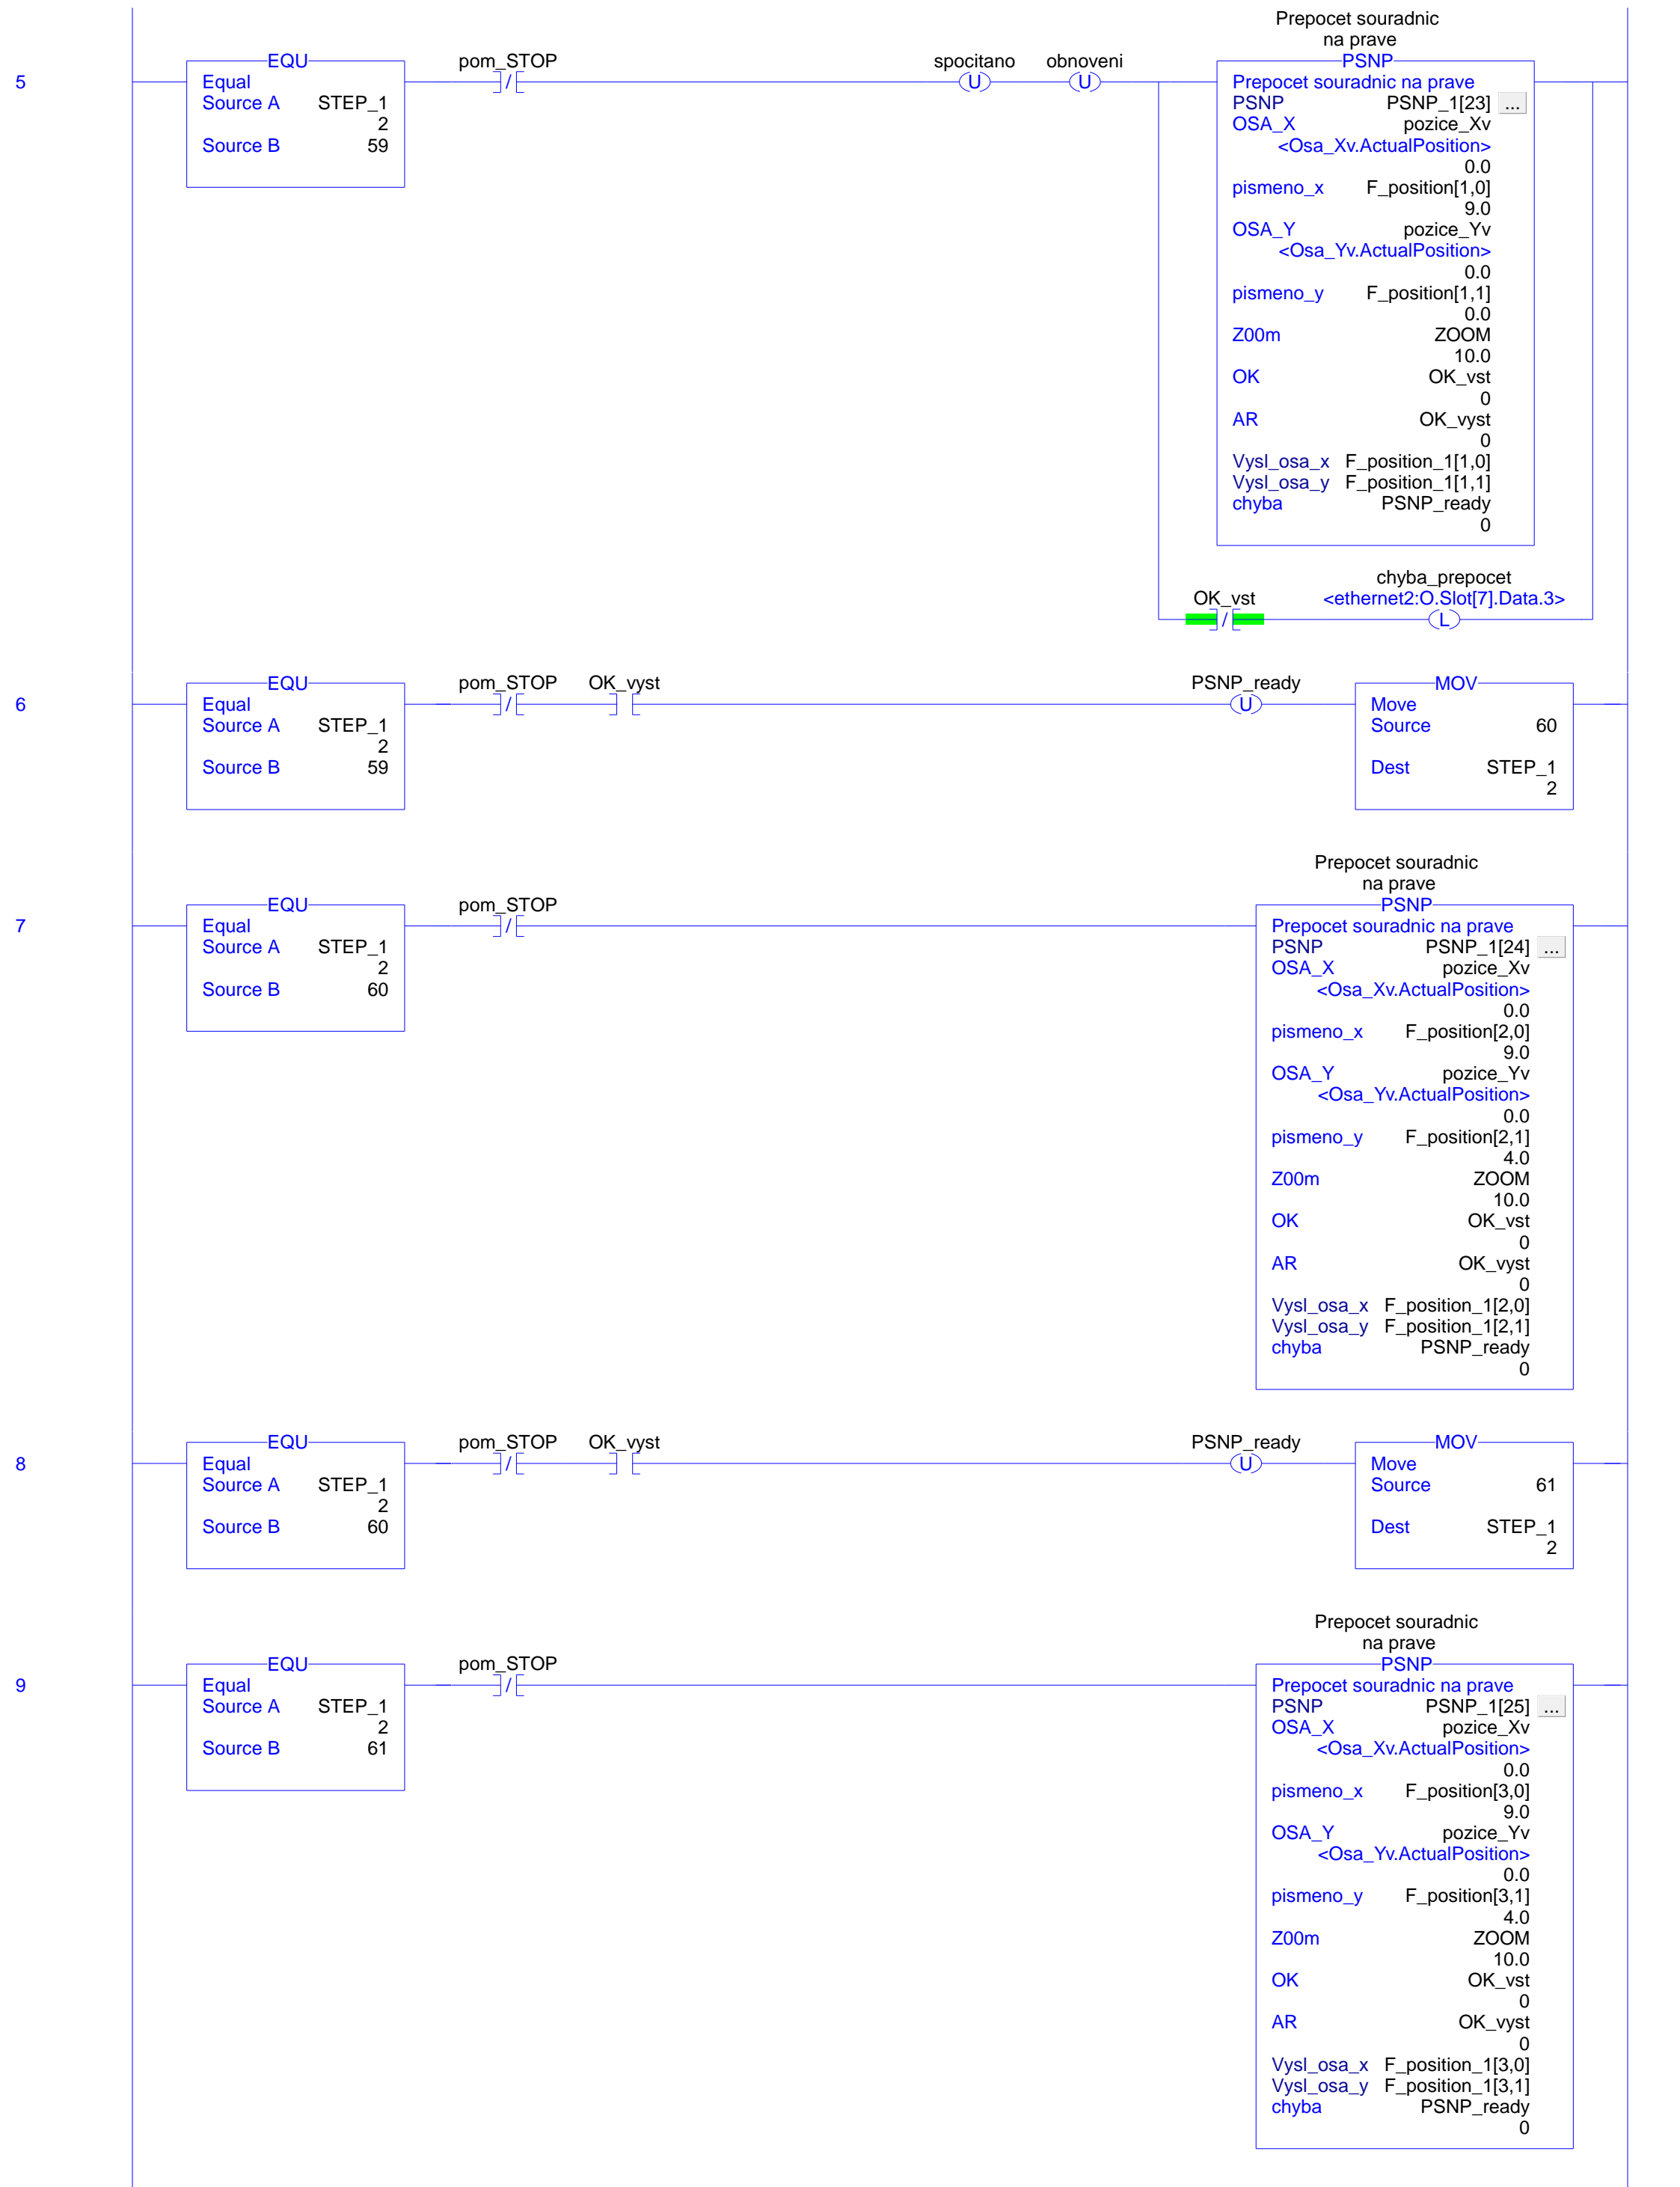 Prepocet souradnic
na prave
5
EQU
Equal
Source A STEP_1
2
Source B 59
pom_STOP
/
spocitano
U
obnoveni
U
PSNP
Prepocet souradnic na prave
PSNP PSNP_1[23] ...
OSA_X pozice_Xv
<Osa_Xv.ActualPosition>
0.0
pismeno_x F_position[1,0]
9.0
OSA_Y pozice_Yv
<Osa_Yv.ActualPosition>
0.0
pismeno_y F_position[1,1]
0.0
Z00m ZOOM
10.0
OK OK_vst
0
AR OK_vyst
0
Vysl_osa_x F_position_1[1,0]
Vysl_osa_y F_position_1[1,1]
chyba PSNP_ready
0
OK_vst
/
chyba_prepocet
<ethernet2:O.Slot[7].Data.3>
L
6
EQU
Equal
Source A STEP_1
2
Source B 59
pom_STOP
/
OK_vyst
PSNP_ready
U
MOV
Move
Source 60
Dest STEP_1
2
Prepocet souradnic
na prave
7
EQU
Equal
Source A STEP_1
2
Source B 60
pom_STOP
/
PSNP
Prepocet souradnic na prave
PSNP PSNP_1[24] ...
OSA_X pozice_Xv
<Osa_Xv.ActualPosition>
0.0
pismeno_x F_position[2,0]
9.0
OSA_Y pozice_Yv
<Osa_Yv.ActualPosition>
0.0
pismeno_y F_position[2,1]
4.0
Z00m ZOOM
10.0
OK OK_vst
0
AR OK_vyst
0
Vysl_osa_x F_position_1[2,0]
Vysl_osa_y F_position_1[2,1]
chyba PSNP_ready
0
8
EQU
Equal
Source A STEP_1
2
Source B 60
pom_STOP
/
OK_vyst
PSNP_ready
U
MOV
Move
Source 61
Dest STEP_1
2
Prepocet souradnic
na prave
9
EQU
Equal
Source A STEP_1
2
Source B 61
pom_STOP
/
PSNP
Prepocet souradnic na prave
PSNP PSNP_1[25] ...
OSA_X pozice_Xv
<Osa_Xv.ActualPosition>
0.0
pismeno_x F_position[3,0]
9.0
OSA_Y pozice_Yv
<Osa_Yv.ActualPosition>
0.0
pismeno_y F_position[3,1]
4.0
Z00m ZOOM
10.0
OK OK_vst
0
AR OK_vyst
0
Vysl_osa_x F_position_1[3,0]
Vysl_osa_y F_position_1[3,1]
chyba PSNP_ready
0